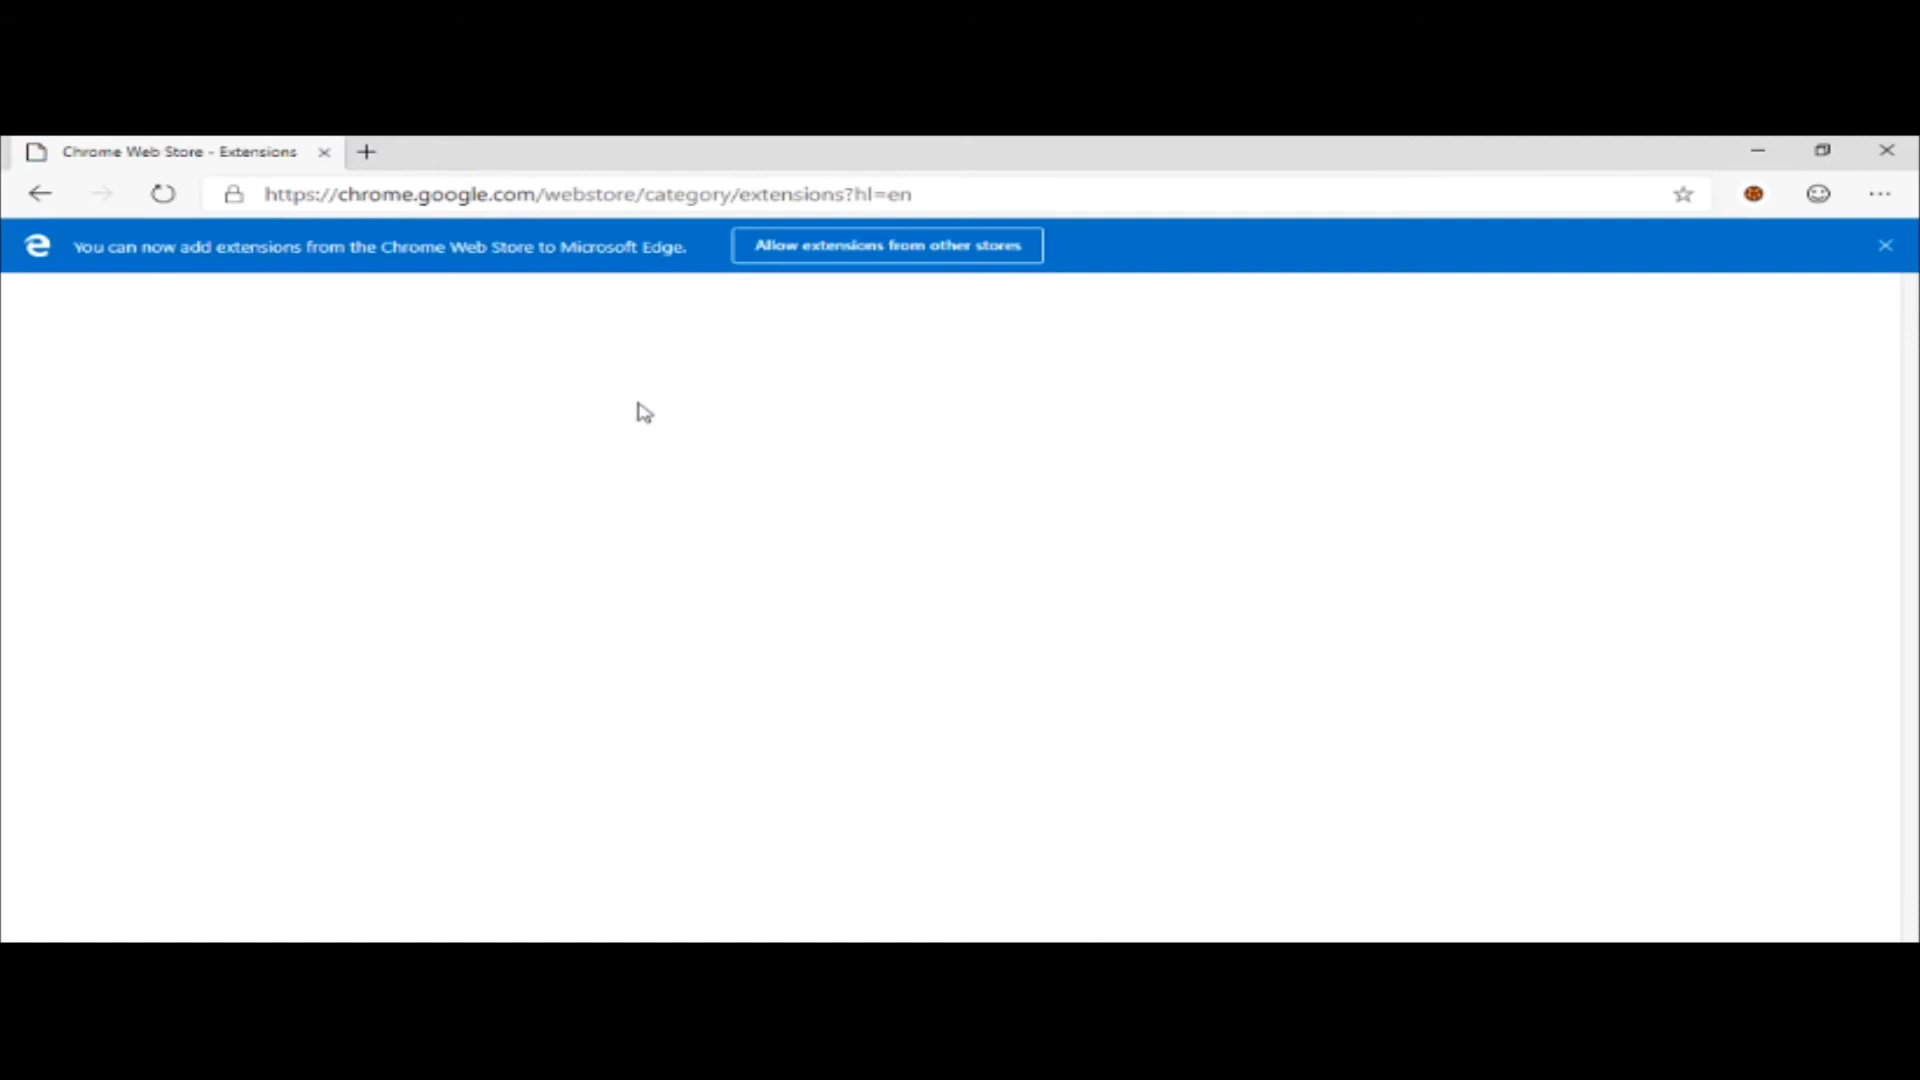 Chrome Web Store - Extensions
https://chrome.google.com/webstore/category/extensions?hl=en
You can now add extensions from the Chrome Web Store to Microsoft Edge.
Allow extensions from other stores